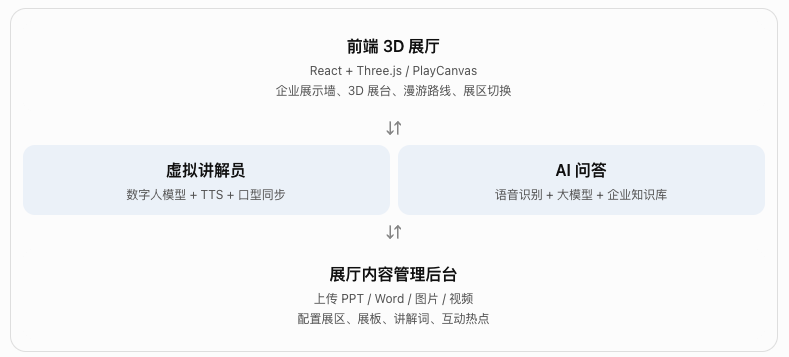 前端 3D 展厅
React + Three.js / PlayCanvas
企业展示墙、3D 展台、漫游路线、展区切换
虚拟讲解员
数字人模型 + TTS + 口型同步
AI 问答
语音识别 + 大模型 + 企业知识库
展厅内容管理后台
上传 PPT / Word / 图片 / 视频
配置展区、展板、讲解词、互动热点